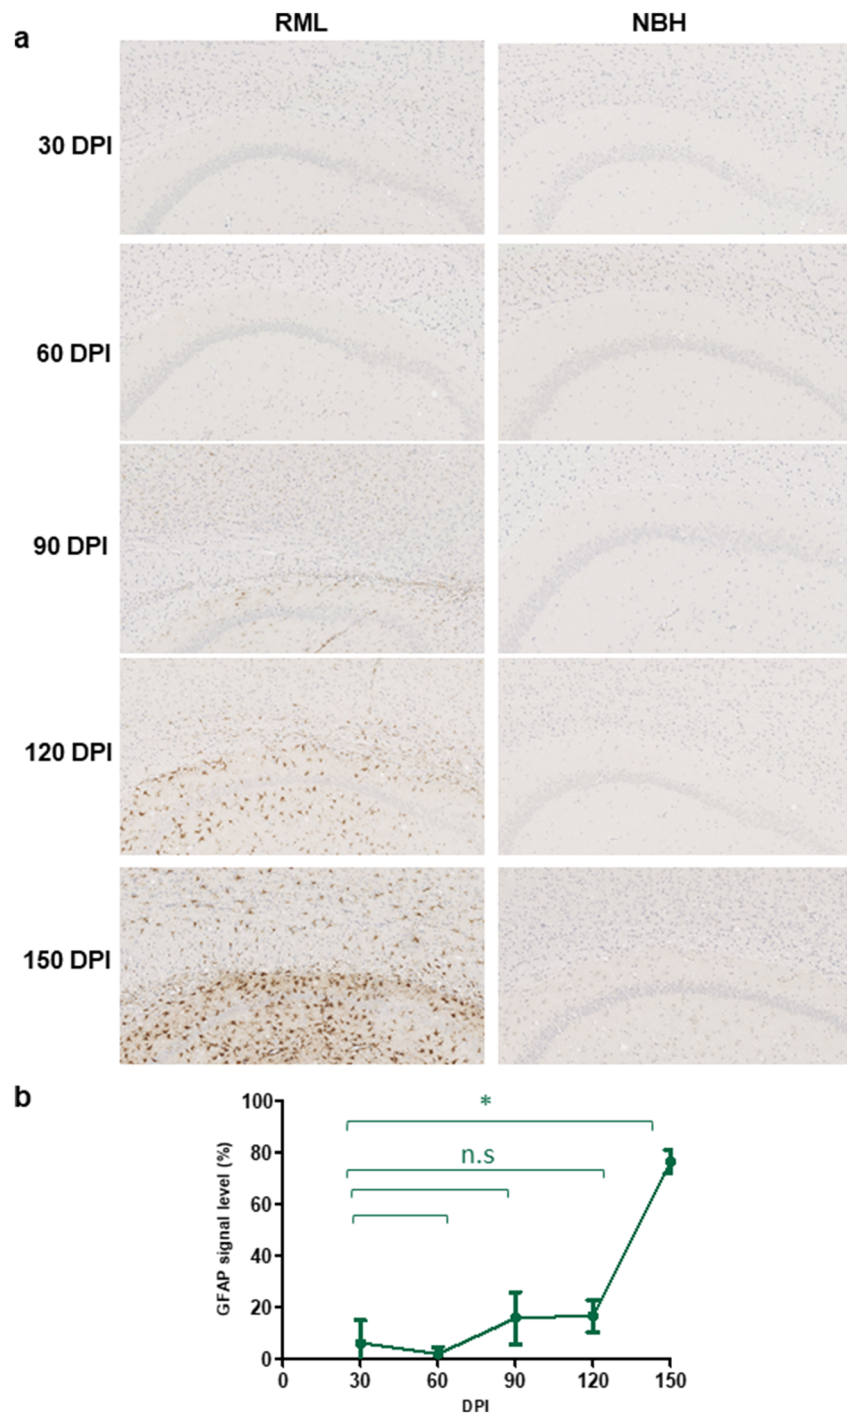 RML NBH
a
30 DPI
60 DPI
90 DPI
120 DPI
150 DPI
b
GFAP signal level (%)
100
80
60
40
20
0
*
n.s
0 30 60 90 120 150
DPI